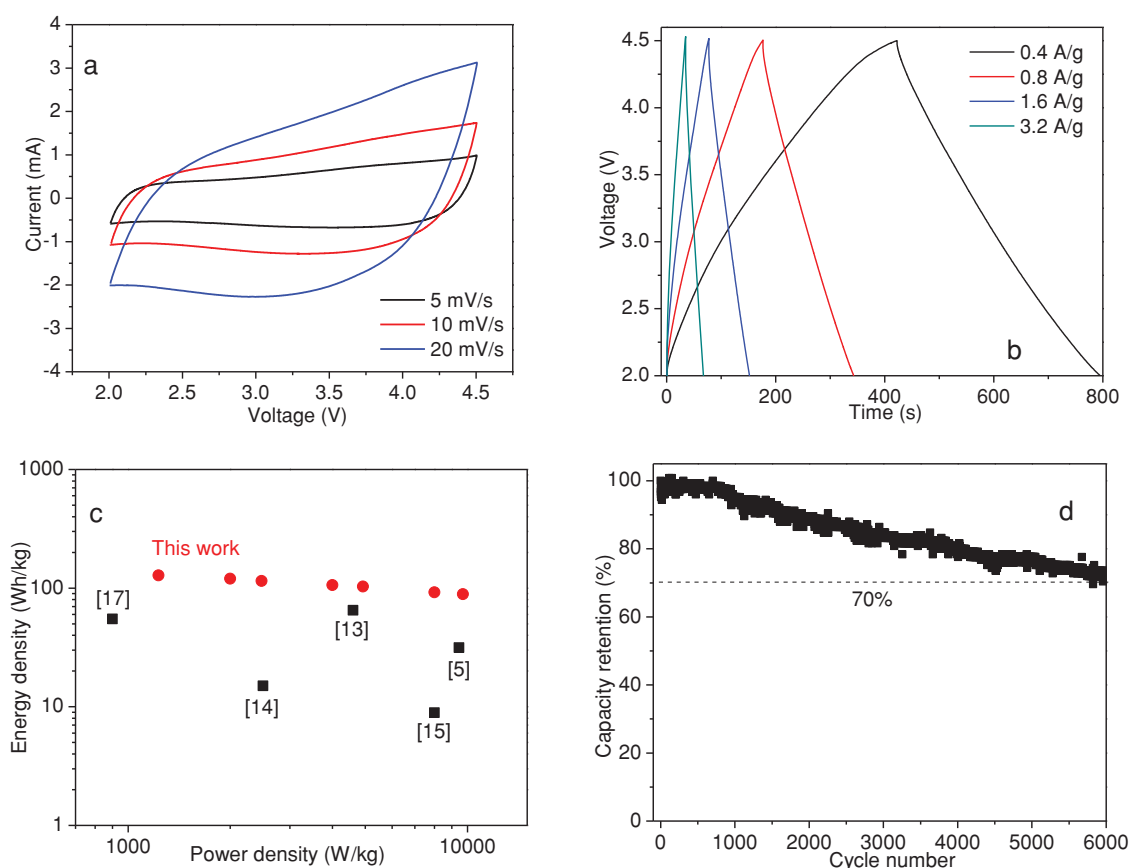 a
4
3
2
1
0
-1
-2
-3
-4
Current (mA)
5 mV/s
10 mV/s
20 mV/s
2.0 2.5 3.0 3.5 4.0 4.5
Voltage (V)
b
4.5
4.0
3.5
3.0
2.5
2.0
Voltage (V)
0.4 A/g
0.8 A/g
1.6 A/g
3.2 A/g
0 200 400 600 800
Time (s)
c
1000
100
10
1
Energy density (Wh/kg)
This work
[17]
[13]
[5]
[14]
[15]
1000 10000
Power density (W/kg)
d
100
80
60
40
20
0
Capacity retention (%)
70%
0 1000 2000 3000 4000 5000 6000
Cycle number